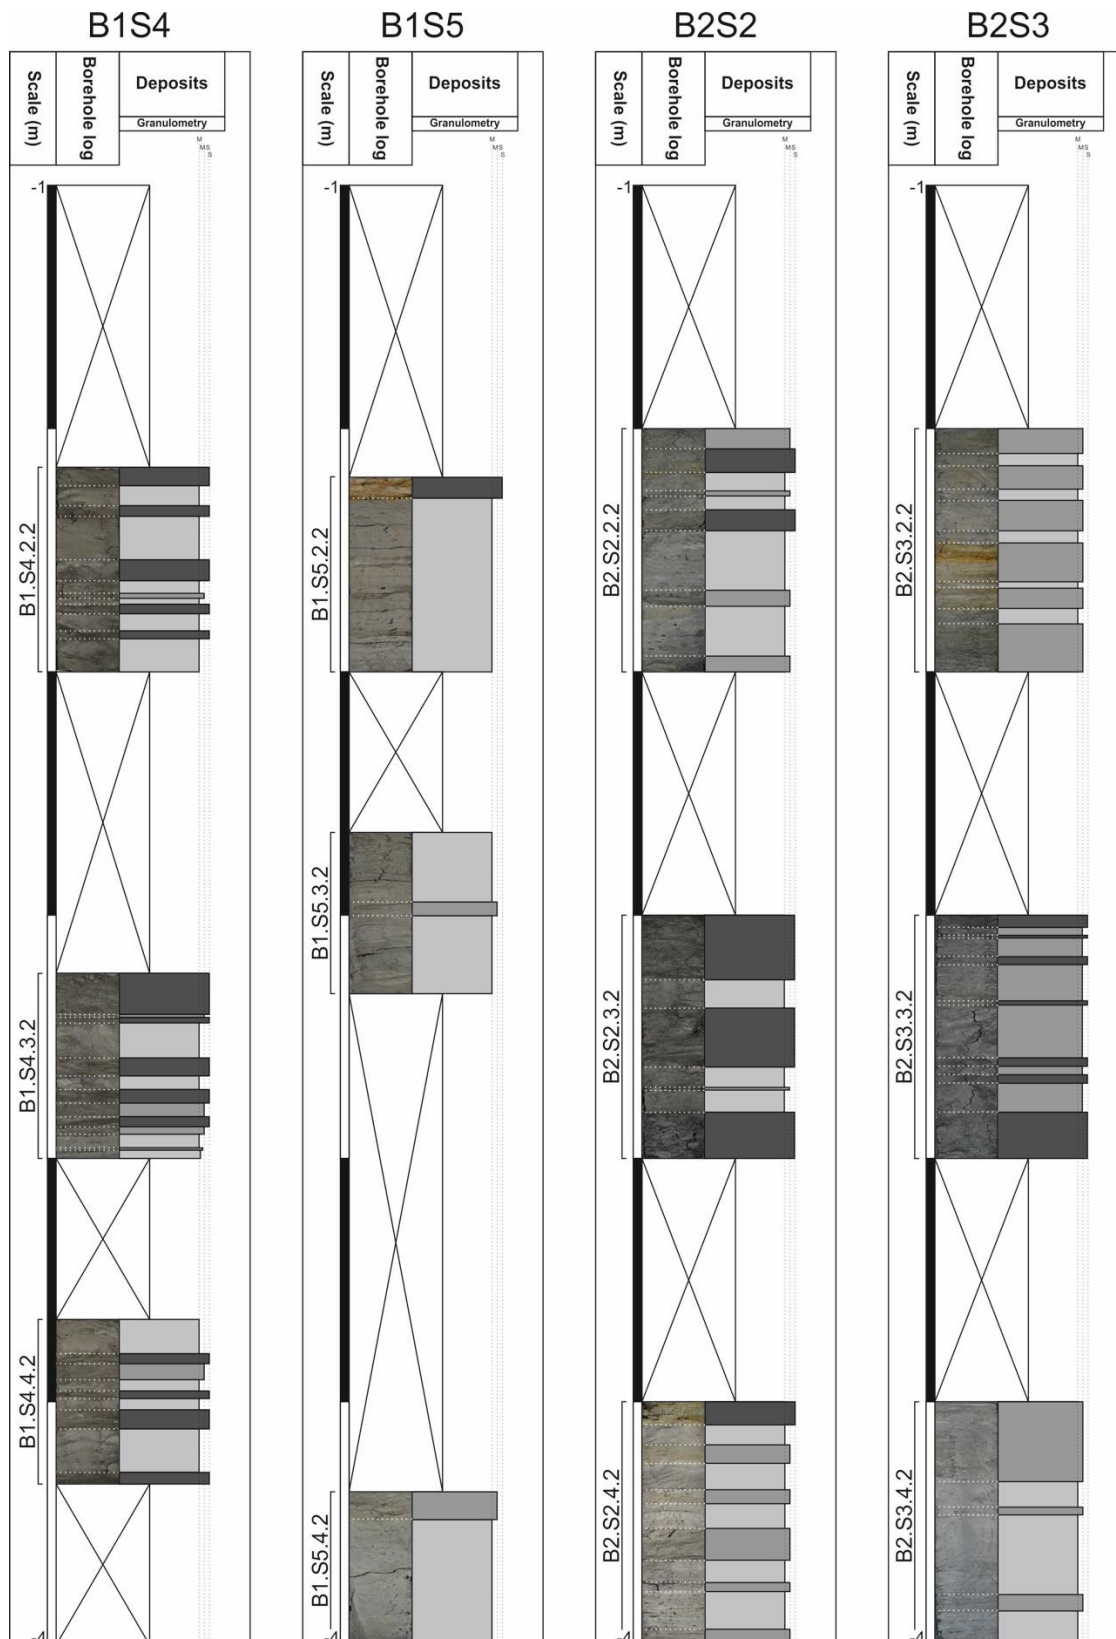 B1S4
Scale (m)
Borehole log
Deposits
Granulometry
M
MS
S
-1
B1.S4.2.2
B1.S4.3.2
B1.S4.4.2
-4
B1S5
Scale (m)
Borehole log
Deposits
Granulometry
M
MS
S
-1
B1.S5.2.2
B1.S5.3.2
B1.S5.4.2
-4
B2S2
Scale (m)
Borehole log
Deposits
Granulometry
M
MS
S
-1
B2.S2.2.2
B2.S2.3.2
B2.S2.4.2
-4
B2S3
Scale (m)
Borehole log
Deposits
Granulometry
M
MS
S
-1
B2.S3.2.2
B2.S3.3.2
B2.S3.4.2
-4